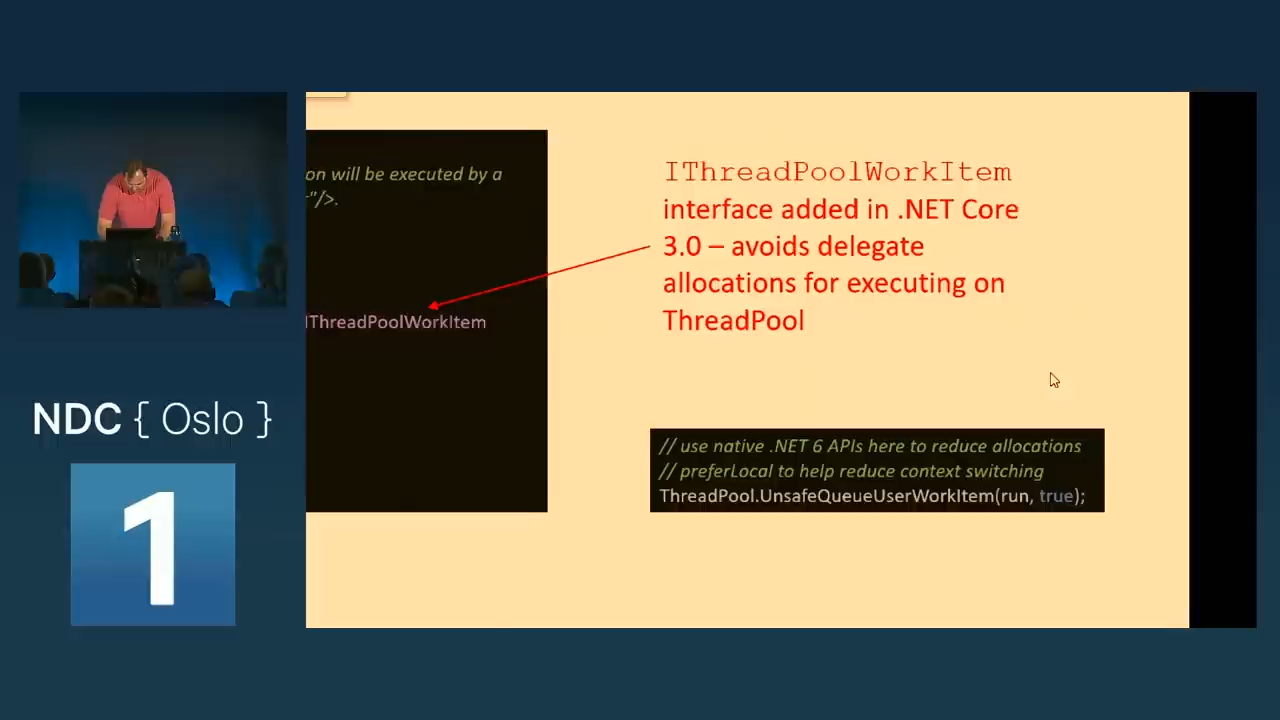 on will be executed by a
"/>.
IThreadPoolWorkItem
IThreadPoolWorkItem
interface added in .NET Core
3.0 – avoids delegate
allocations for executing on
ThreadPool
// use native .NET 6 APIs here to reduce allocations
// preferLocal to help reduce context switching
ThreadPool.UnsafeQueueUserWorkItem(run, true);
NDC { Oslo }
1